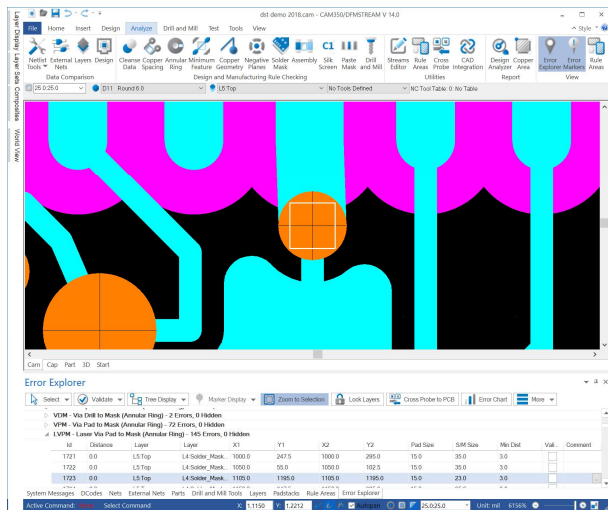 dst demo 2018.cam - CAM350/DFMSTREAM V 14.0
File Home Insert Design Analyze Drill and Mill Test Tools View
Style
Netlist Tools External Nets Layers Design Cleanse Data Copper Spacing Annular Ring Minimum Feature Copper Geometry Negative Planes Solder Mask Assembly Silk Screen Paste Mask Drill and Mill Streams Editor Rule Areas Cross Probe CAD Integration Design Analyzer Copper Area Error Explorer Error Markers Rule Areas
Data Comparison Design and Manufacturing Rule Checking Utilities Report View
25.0:25.0 D11 Round 6.0 L5:Top No Tools Defined NC Tool Table: 0: No Table
Layer Display
Layer Sets
Composites
World View
Cam Cap Part 3D Start
Error Explorer
Select Validate Tree Display Marker Display Zoom to Selection Lock Layers Cross Probe to PCB Error Chart More
VDM - Via Drill to Mask (Annular Ring) - 2 Errors, 0 Hidden
VPM - Via Pad to Mask (Annular Ring) - 72 Errors, 0 Hidden
LVPM - Laser Via Pad to Mask (Annular Ring) - 145 Errors, 0 Hidden
Id Distance Layer Layer X1 Y1 X2 Y2 Pad Size S/M Size Min Dist Vali... Comment
1721 0.0 L5:Top L4:Solder_Mask... 1000.0 247.5 1000.0 295.0 15.0 35.0 3.0
1722 0.0 L5:Top L4:Solder_Mask... 1050.0 55.0 1050.0 102.5 15.0 35.0 3.0
1723 0.0 L5:Top L4:Solder_Mask... 1105.0 1195.0 1105.0 1195.0 15.0 23.0 3.0
System Messages DCodes Nets External Nets Parts Drill and Mill Tools Layers Padstacks Rule Areas Error Explorer
Active Command: Select Command X: 1.1150 Y: 1.2212 Autopan 25.0:25.0 Unit: mil 6156%